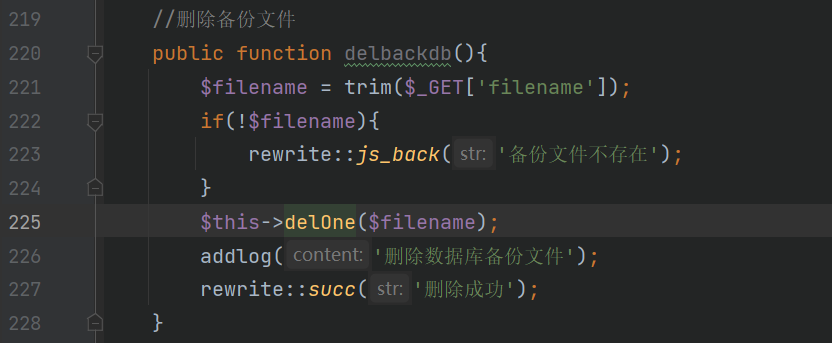 219 //删除备份文件
220 public function delbackdb(){
221 $filename = trim($_GET['filename']);
222 if(!$filename){
223 rewrite::js_back( str: '备份文件不存在');
224 }
225 $this->delOne($filename);
226 addlog( content: '删除数据库备份文件');
227 rewrite::succ( str: '删除成功');
228 }